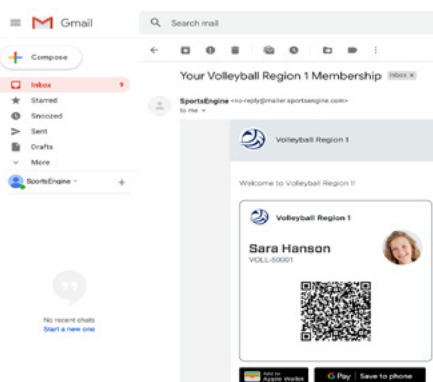 Gmail
Search mail
Compose
Inbox 9
Starred
Snoozed
Sent
Drafts
More
SportsEngine
No recent chats
Start a new one
Your Volleyball Region 1 Membership Inbox x
SportsEngine <no-reply@mailer.sportsengine.com>
to me
Volleyball Region 1
Welcome to Volleyball Region 1!
Volleyball Region 1
Sara Hanson
VOLL-50001
Add to
Apple Wallet
G Pay | Save to phone